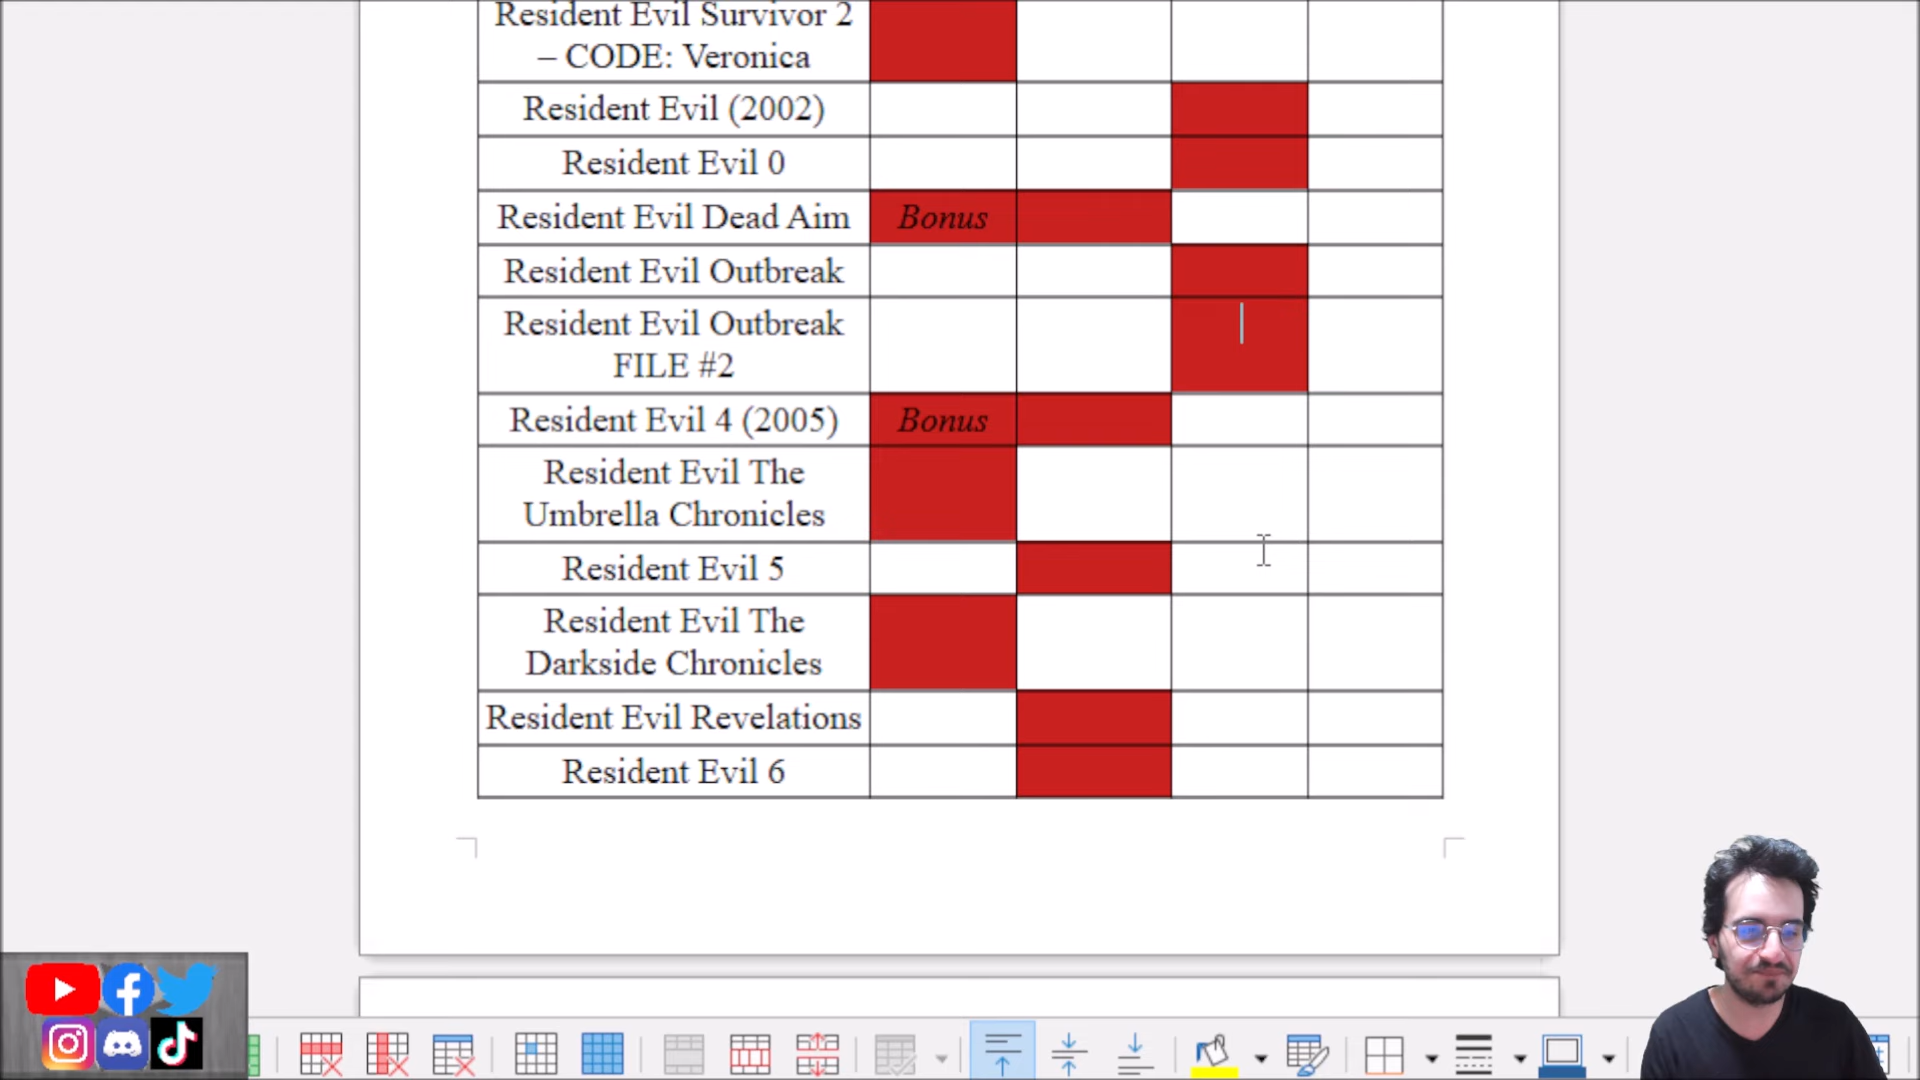 Resident Evil Survivor 2
– CODE: Veronica
Resident Evil (2002)
Resident Evil 0
Resident Evil Dead Aim
Bonus
Resident Evil Outbreak
Resident Evil Outbreak
FILE #2
Resident Evil 4 (2005)
Bonus
Resident Evil The
Umbrella Chronicles
Resident Evil 5
Resident Evil The
Darkside Chronicles
Resident Evil Revelations
Resident Evil 6